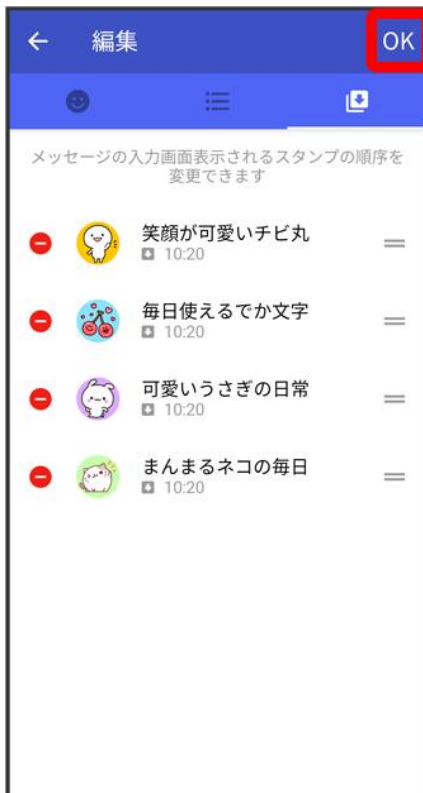 編集
OK
メッセージの入力画面表示されるスタンプの順序を
変更できます
笑顔が可愛いチビ丸
10:20
毎日使えるでか文字
10:20
可愛いうさぎの日常
10:20
まんまるネコの毎日
10:20